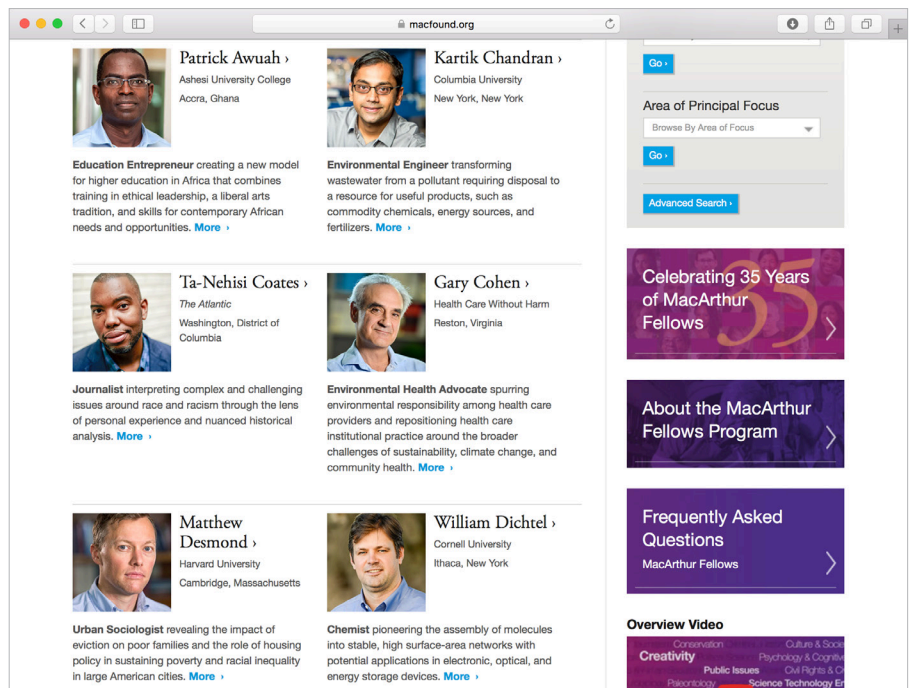 macfound.org
Patrick Awuah ›
Ashesi University College
Accra, Ghana
Education Entrepreneur creating a new model
for higher education in Africa that combines
training in ethical leadership, a liberal arts
tradition, and skills for contemporary African
needs and opportunities. More ›
Kartik Chandran ›
Columbia University
New York, New York
Environmental Engineer transforming
wastewater from a pollutant requiring disposal to
a resource for useful products, such as
commodity chemicals, energy sources, and
fertilizers. More ›
Ta-Nehisi Coates ›
The Atlantic
Washington, District of
Columbia
Journalist interpreting complex and challenging
issues around race and racism through the lens
of personal experience and nuanced historical
analysis. More ›
Gary Cohen ›
Health Care Without Harm
Reston, Virginia
Environmental Health Advocate spurring
environmental responsibility among health care
providers and repositioning health care
institutional practice around the broader
challenges of sustainability, climate change, and
community health. More ›
Matthew
Desmond ›
Harvard University
Cambridge, Massachusetts
Urban Sociologist revealing the impact of
eviction on poor families and the role of housing
policy in sustaining poverty and racial inequality
in large American cities. More ›
William Dichtel ›
Cornell University
Ithaca, New York
Chemist pioneering the assembly of molecules
into stable, high surface-area networks with
potential applications in electronic, optical, and
energy storage devices. More ›
Go ›
Area of Principal Focus
Browse By Area of Focus
Go ›
Advanced Search ›
35
Celebrating 35 Years
of MacArthur
Fellows
About the MacArthur
Fellows Program
Frequently Asked
Questions
MacArthur Fellows
Overview Video
Conservation Culture &
Creativity Psychology &
Public Issues Civil Rights &
Paleontology Science Technology